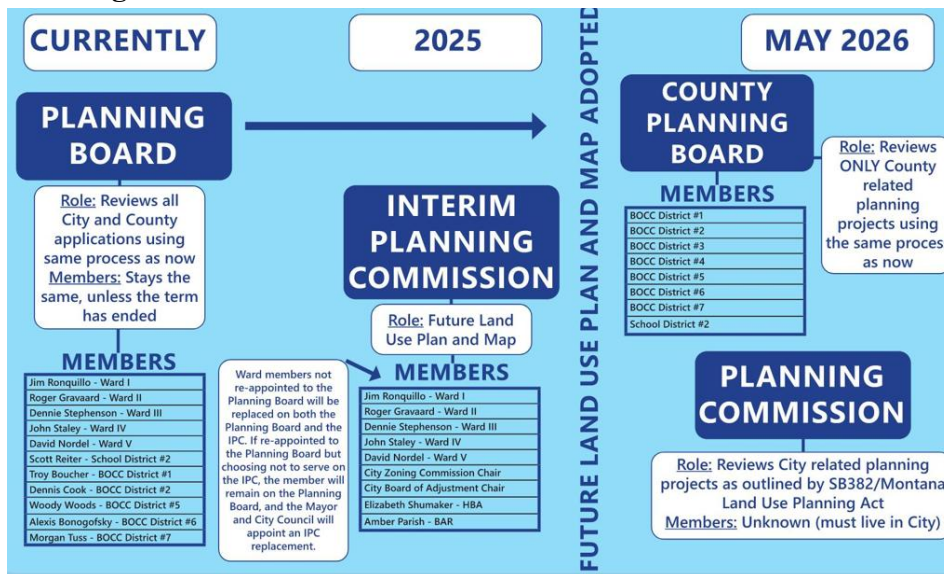 CURRENTLY
2025
MAY 2026
PLANNING
BOARD
Role: Reviews all
City and County
applications using
same process as now
Members: Stays the
same, unless the term
has ended
MEMBERS
Jim Ronquillo - Ward I
Roger Gravaard - Ward II
Dennie Stephenson - Ward III
John Staley - Ward IV
David Nordel - Ward V
Scott Reiter - School District #2
Troy Boucher - BOCC District #1
Dennis Cook - BOCC District #2
Woody Woods - BOCC District #5
Alexis Bonogofsky - BOCC District #6
Morgan Tuss - BOCC District #7
INTERIM
PLANNING
COMMISSION
Role: Future Land
Use Plan and Map
Ward members not
re-appointed to the
Planning Board will be
replaced on both the
Planning Board and the
IPC. If re-appointed to
the Planning Board but
choosing not to serve on
the IPC, the member will
remain on the Planning
Board, and the Mayor
and City Council will
appoint an IPC
replacement.
MEMBERS
Jim Ronquillo - Ward I
Roger Gravaard - Ward II
Dennie Stephenson - Ward III
John Staley - Ward IV
David Nordel - Ward V
City Zoning Commission Chair
City Board of Adjustment Chair
Elizabeth Shumaker - HBA
Amber Parish - BAR
FUTURE LAND USE PLAN AND MAP ADOPTED
COUNTY
PLANNING
BOARD
MEMBERS
BOCC District #1
BOCC District #2
BOCC District #3
BOCC District #4
BOCC District #5
BOCC District #6
BOCC District #7
School District #2
Role: Reviews
ONLY County
related
planning
projects using
the same proces
as now
PLANNING
COMMISSION
Role: Reviews City related planning
projects as outlined by SB382/Montana
Land Use Planning Act
Members: Unknown (must live in City)